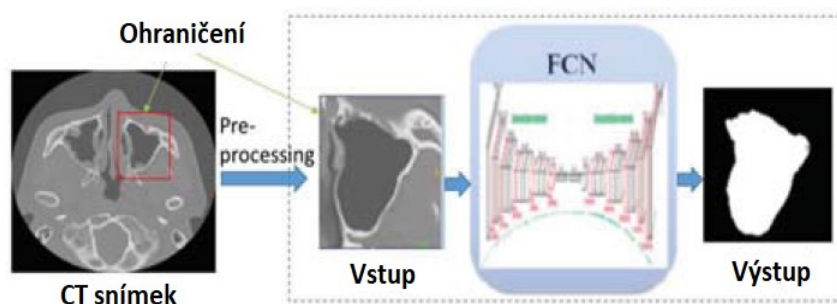 Ohraničení
FCN
Pre-
processing
CT snímek
Vstup
Výstup